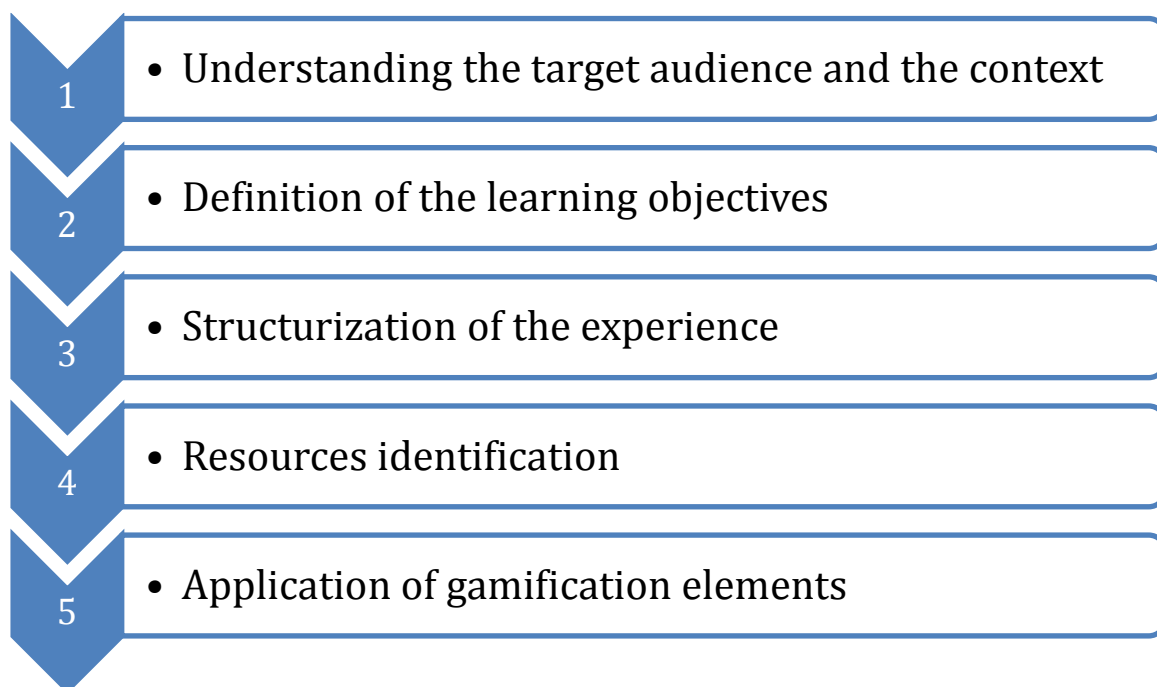 1
• Understanding the target audience and the context
2
• Definition of the learning objectives
3
• Structurization of the experience
4
• Resources identification
5
• Application of gamification elements